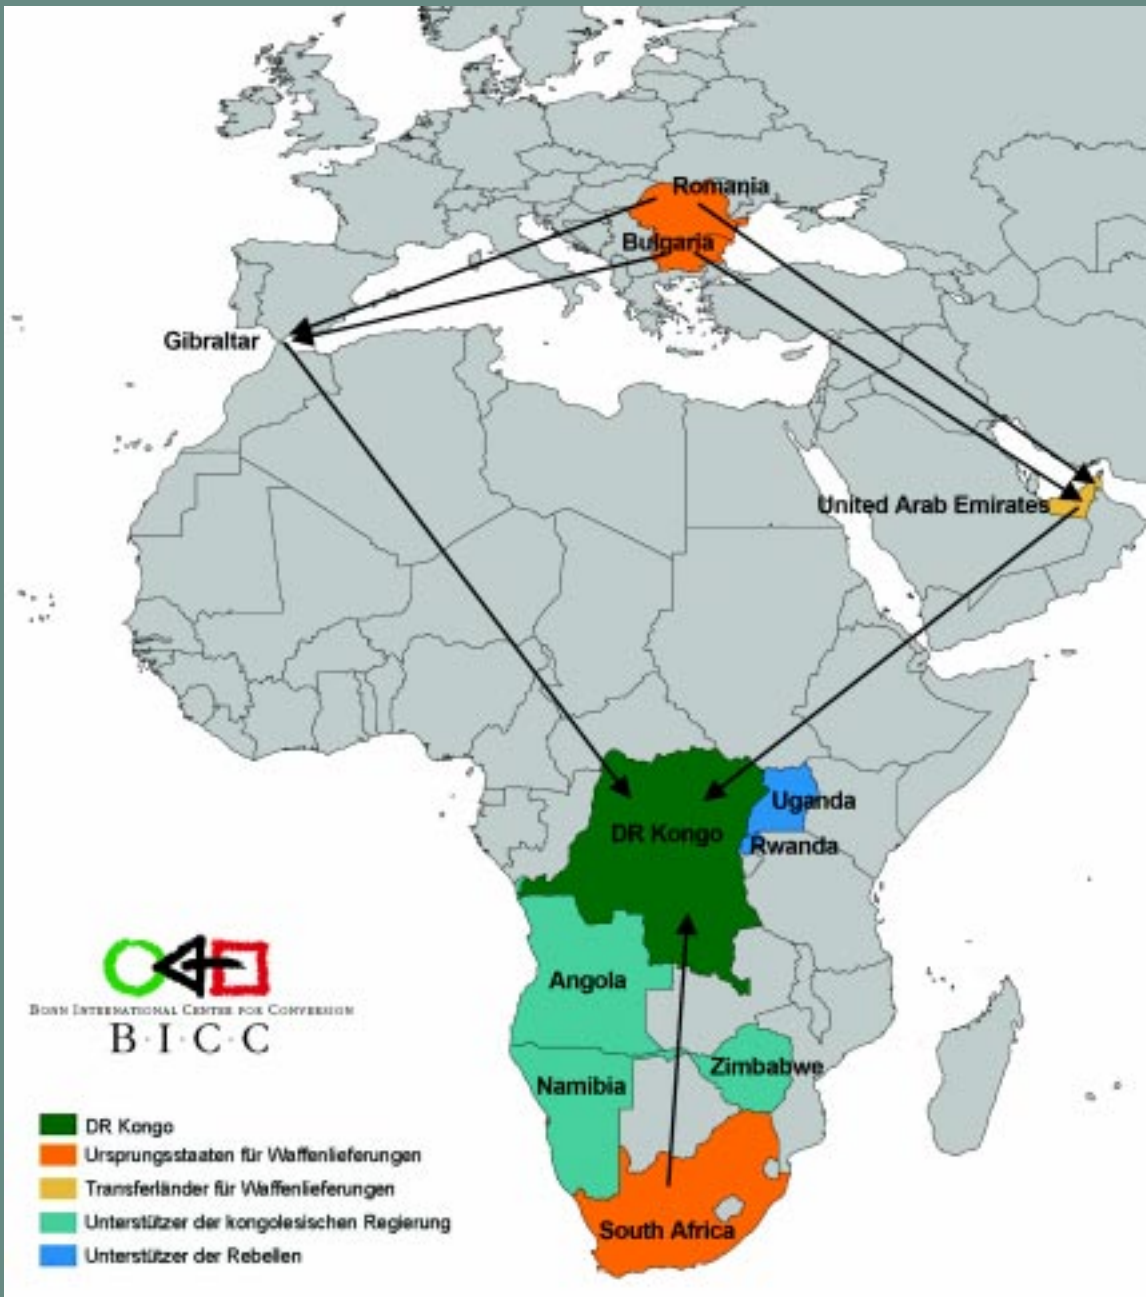 Romania
Bulgaria
Gibraltar
United Arab Emirates
Uganda
DR Kongo
Rwanda
Angola
Zimbabwe
Namibia
South Africa
BONN INTERNATIONAL CENTER FOR CONVERSION
B·I·C·C
DR Kongo
Ursprungsstaaten für Waffenlieferungen
Transferländer für Waffenlieferungen
Unterstützer der kongolesischen Regierung
Unterstützer der Rebellen